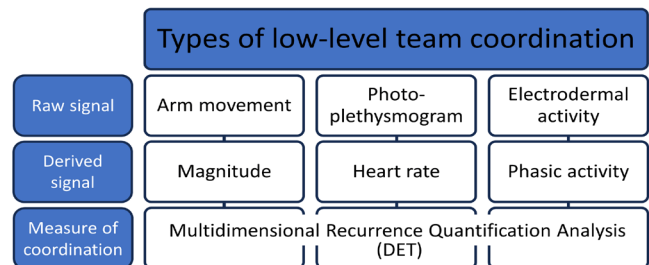 Types of low-level team coordination
Raw signal
Arm movement
Photo-
plethysmogram
Electrodermal
activity
Derived
signal
Magnitude
Heart rate
Phasic activity
Measure of
coordination
Multidimensional Recurrence Quantification Analysis
(DET)